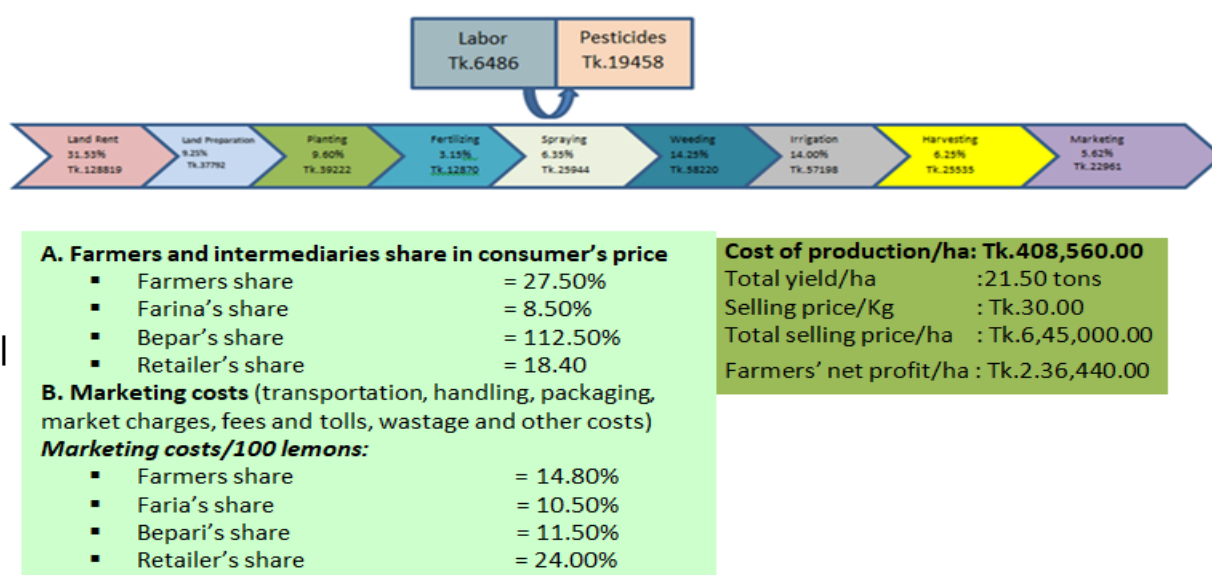 Labor
Tk.6486
Pesticides
Tk.19458
Land Rent
31.53%
Tk.128819
Land Preparation
9.25%
Tk.37792
Planting
9.60%
Tk.39222
Fertilizing
3.15%
Tk.12870
Spraying
6.35%
Tk.25944
Weeding
14.25%
Tk.58220
Irrigation
14.00%
Tk.57198
Harvesting
6.25%
Tk.25535
Marketing
5.62%
Tk.22961
A. Farmers and intermediaries share in consumer’s price
▪ Farmers share = 27.50%
▪ Farina’s share = 8.50%
▪ Bepar’s share = 112.50%
▪ Retailer’s share = 18.40
B. Marketing costs (transportation, handling, packaging,
market charges, fees and tolls, wastage and other costs)
Marketing costs/100 lemons:
▪ Farmers share = 14.80%
▪ Faria’s share = 10.50%
▪ Bepari’s share = 11.50%
▪ Retailer’s share = 24.00%
Cost of production/ha: Tk.408,560.00
Total yield/ha :21.50 tons
Selling price/Kg : Tk.30.00
Total selling price/ha : Tk.6,45,000.00
Farmers’ net profit/ha : Tk.2.36,440.00